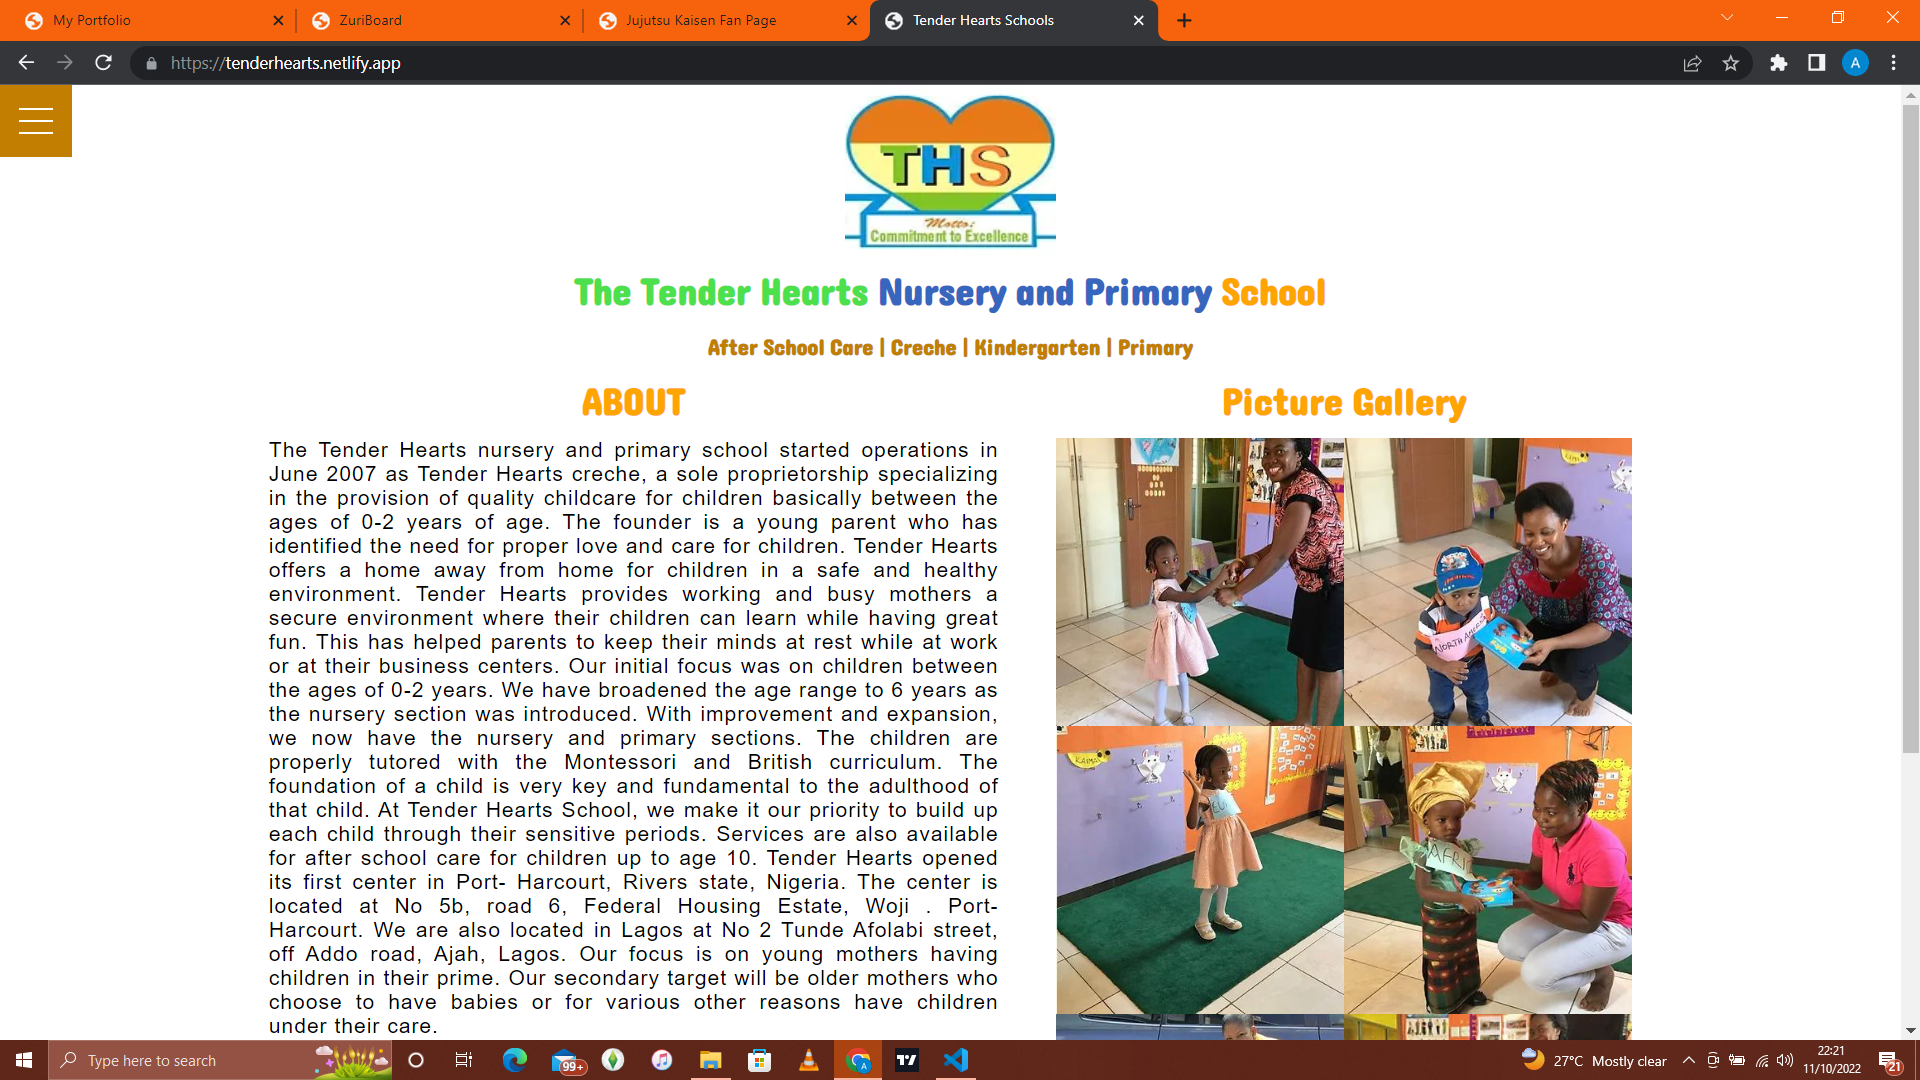 My Portfolio
ZuriBoard
Jujutsu Kaisen Fan Page
Tender Hearts Schools
https://tenderhearts.netlify.app
A
THS
Motto:
Commitment to Excellence
The Tender Hearts Nursery and Primary School
After School Care | Creche | Kindergarten | Primary
ABOUT
The Tender Hearts nursery and primary school started operations in
June 2007 as Tender Hearts creche, a sole proprietorship specializing
in the provision of quality childcare for children basically between the
ages of 0-2 years of age. The founder is a young parent who has
identified the need for proper love and care for children. Tender Hearts
offers a home away from home for children in a safe and healthy
environment. Tender Hearts provides working and busy mothers a
secure environment where their children can learn while having great
fun. This has helped parents to keep their minds at rest while at work
or at their business centers. Our initial focus was on children between
the ages of 0-2 years. We have broadened the age range to 6 years as
the nursery section was introduced. With improvement and expansion,
we now have the nursery and primary sections. The children are
properly tutored with the Montessori and British curriculum. The
foundation of a child is very key and fundamental to the adulthood of
that child. At Tender Hearts School, we make it our priority to build up
each child through their sensitive periods. Services are also available
for after school care for children up to age 10. Tender Hearts opened
its first center in Port- Harcourt, Rivers state, Nigeria. The center is
located at No 5b, road 6, Federal Housing Estate, Woji . Port-
Harcourt. We are also located in Lagos at No 2 Tunde Afolabi street,
off Addo road, Ajah, Lagos. Our focus is on young mothers having
children in their prime. Our secondary target will be older mothers who
choose to have babies or for various other reasons have children
under their care.
Picture Gallery
NORTH AMER
AFRIC
Type here to search
99+
A
27°C Mostly clear
22:21
11/10/2022
21